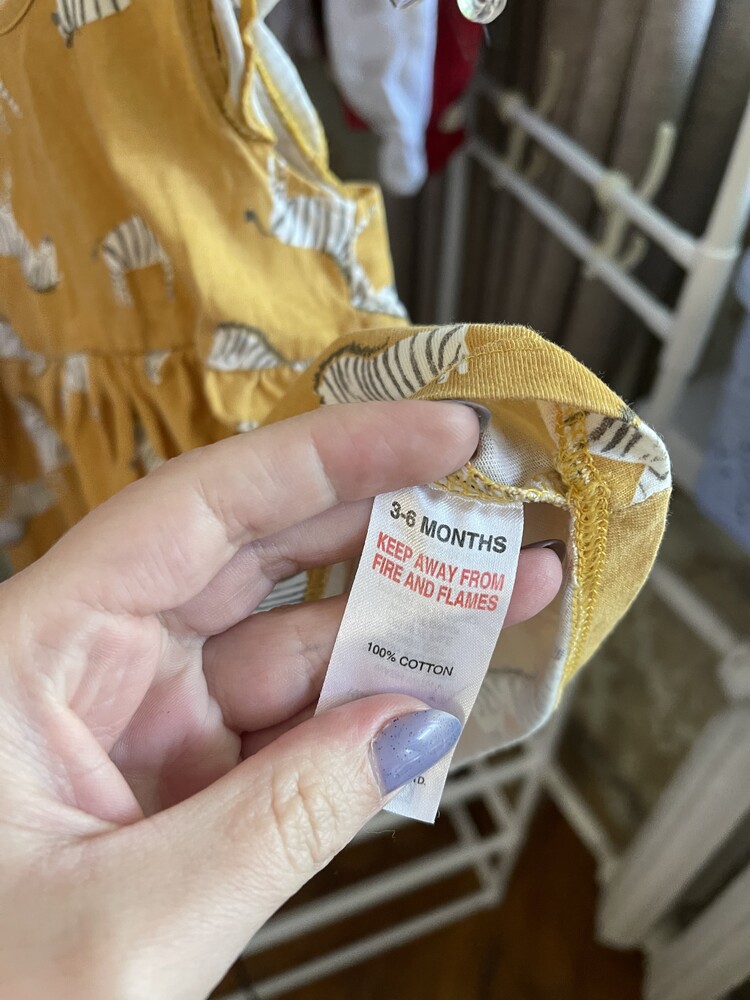 3-6 MONTHS
KEEP AWAY FROM
FIRE AND FLAMES
100% COTTON